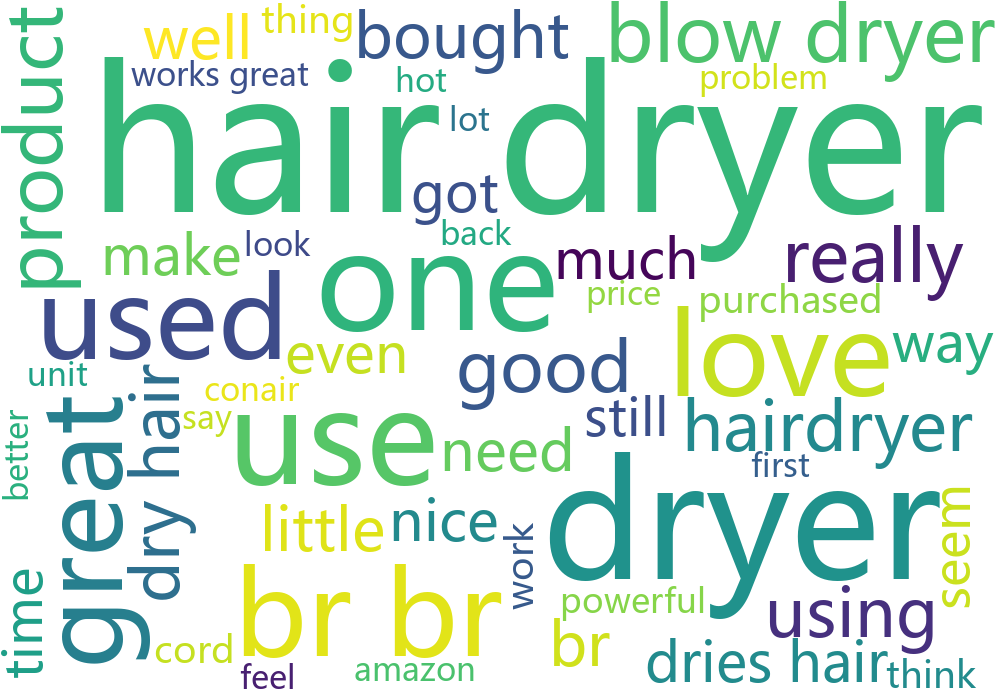 product
well
thing
bought
blow dryer
works great
hot
problem
lot
hair dryer
got
back
make
look
much
really
one
price
purchased
used
even
good
love
way
unit
conair
say
still
hairdryer
great
dry hair
use
need
first
better
little
nice
work
dryer
seem
time
br br
powerful
using
cord
br
dries hair
feel
amazon
think